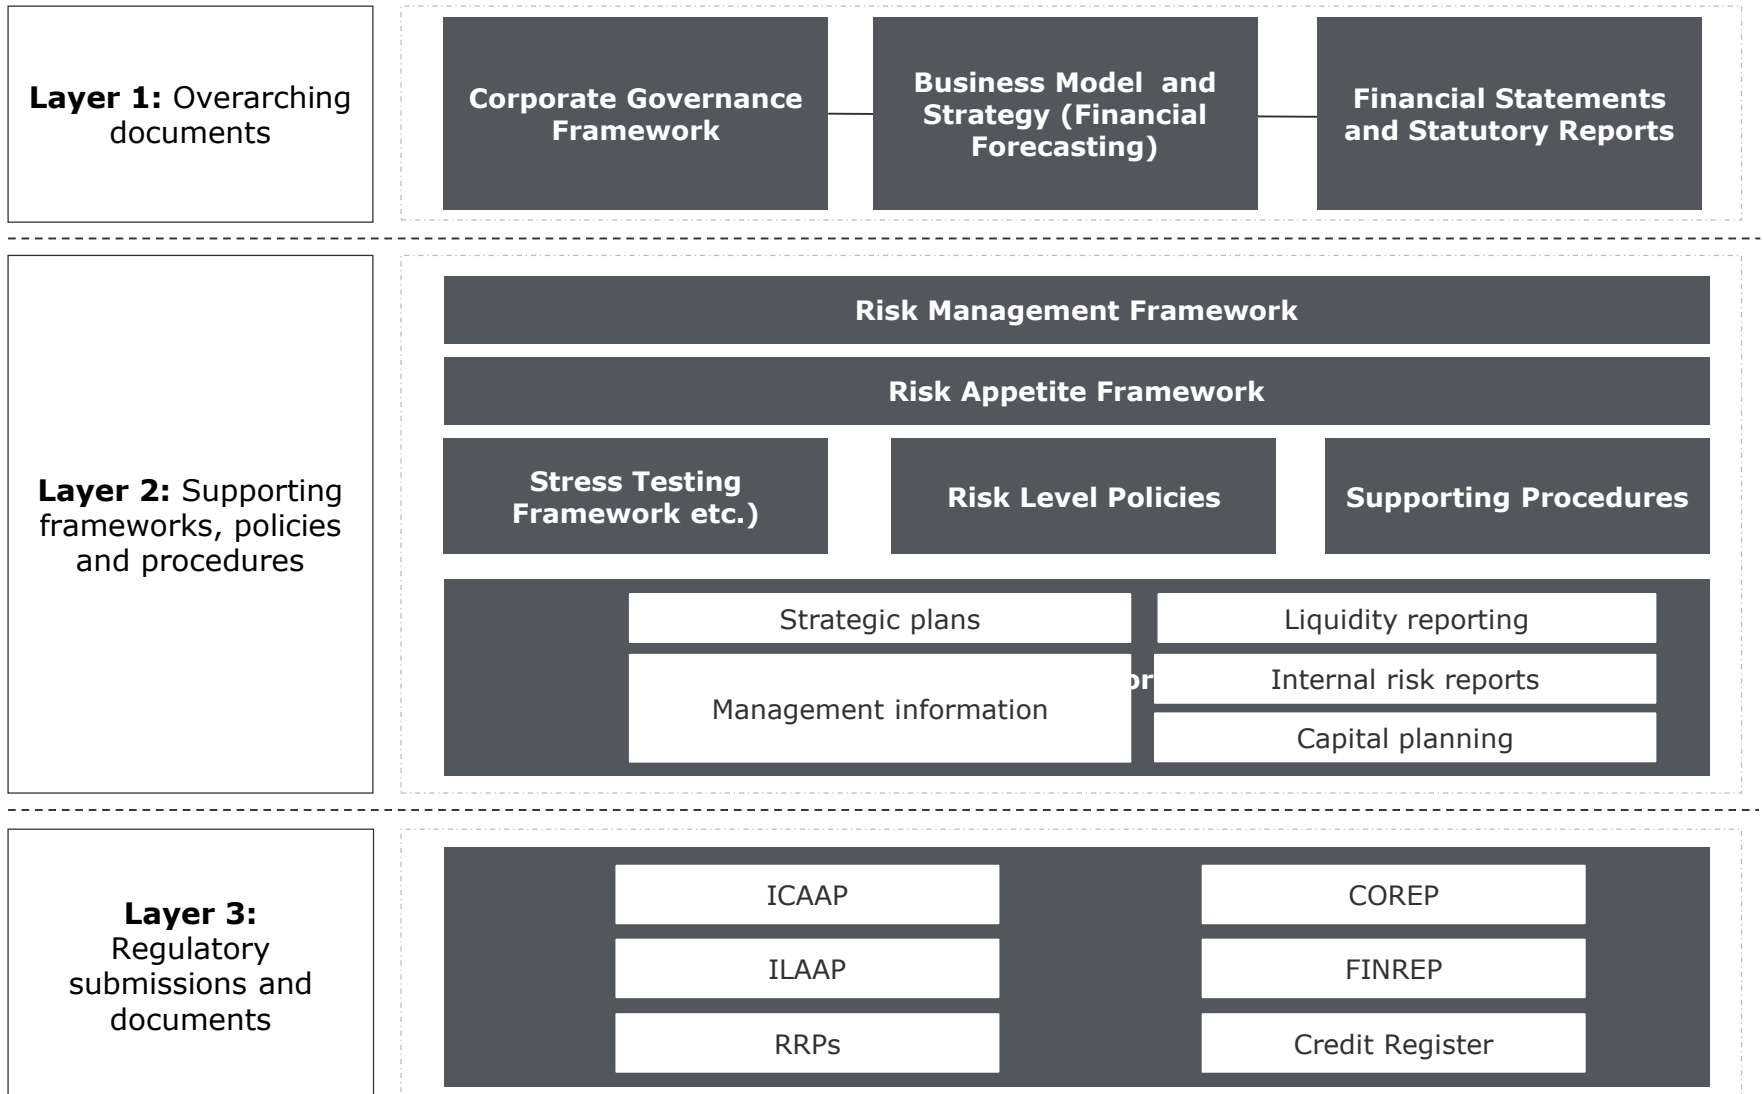 Layer 1: Overarching
documents
Corporate Governance
Framework
Business Model and
Strategy (Financial
Forecasting)
Financial Statements
and Statutory Reports
Layer 2: Supporting
frameworks, policies
and procedures
Risk Management Framework
Risk Appetite Framework
Stress Testing
Framework etc.)
Risk Level Policies
Supporting Procedures
Strategic plans
Liquidity reporting
Management information
or
Internal risk reports
Capital planning
Layer 3:
Regulatory
submissions and
documents
ICAAP
COREP
ILAAP
FINREP
RRPs
Credit Register